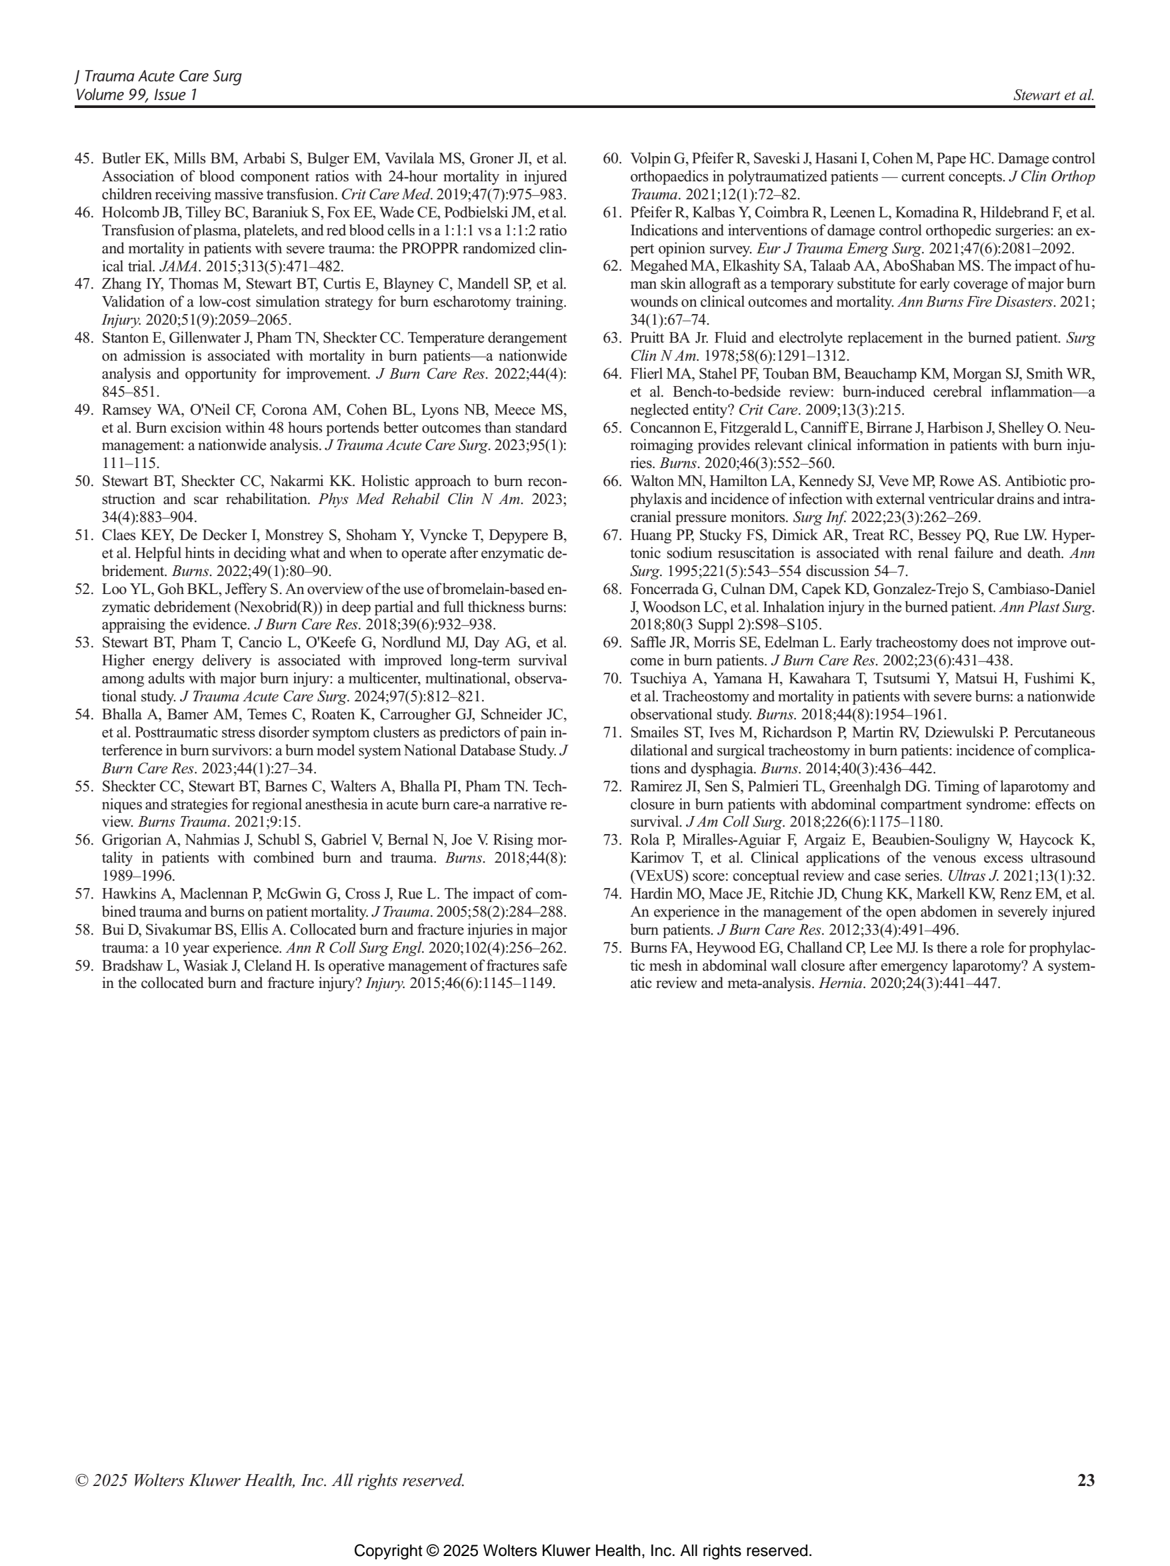 J Trauma Acute Care Surg
Volume 99, Issue 1
Stewart et al.
45. Butler EK, Mills BM, Arbabi S, Bulger EM, Vavilala MS, Groner JI, et al.
Association of blood component ratios with 24-hour mortality in injured
children receiving massive transfusion. Crit Care Med. 2019;47(7):975–983.
46. Holcomb JB, Tilley BC, Baraniuk S, Fox EE, Wade CE, Podbielski JM, et al.
Transfusion of plasma, platelets, and red blood cells in a 1:1:1 vs a 1:1:2 ratio
and mortality in patients with severe trauma: the PROPPR randomized clin-
ical trial. JAMA. 2015;313(5):471–482.
47. Zhang IY, Thomas M, Stewart BT, Curtis E, Blayney C, Mandell SP, et al.
Validation of a low-cost simulation strategy for burn escharotomy training.
Injury. 2020;51(9):2059–2065.
48. Stanton E, Gillenwater J, Pham TN, Sheckter CC. Temperature derangement
on admission is associated with mortality in burn patients—a nationwide
analysis and opportunity for improvement. J Burn Care Res. 2022;44(4):
845–851.
49. Ramsey WA, O'Neil CF, Corona AM, Cohen BL, Lyons NB, Meece MS,
et al. Burn excision within 48 hours portends better outcomes than standard
management: a nationwide analysis. J Trauma Acute Care Surg. 2023;95(1):
111–115.
50. Stewart BT, Sheckter CC, Nakarmi KK. Holistic approach to burn recon-
struction and scar rehabilitation. Phys Med Rehabil Clin N Am. 2023;
34(4):883–904.
51. Claes KEY, De Decker I, Monstrey S, Shoham Y, Vyncke T, Depypere B,
et al. Helpful hints in deciding what and when to operate after enzymatic de-
bridement. Burns. 2022;49(1):80–90.
52. Loo YL, Goh BKL, Jeffery S. An overview of the use of bromelain-based en-
zymatic debridement (Nexobrid(R)) in deep partial and full thickness burns:
appraising the evidence. J Burn Care Res. 2018;39(6):932–938.
53. Stewart BT, Pham T, Cancio L, O'Keefe G, Nordlund MJ, Day AG, et al.
Higher energy delivery is associated with improved long-term survival
among adults with major burn injury: a multicenter, multinational, observa-
tional study. J Trauma Acute Care Surg. 2024;97(5):812–821.
54. Bhalla A, Bamer AM, Temes C, Roaten K, Carrougher GJ, Schneider JC,
et al. Posttraumatic stress disorder symptom clusters as predictors of pain in-
terference in burn survivors: a burn model system National Database Study. J
Burn Care Res. 2023;44(1):27–34.
55. Sheckter CC, Stewart BT, Barnes C, Walters A, Bhalla PI, Pham TN. Tech-
niques and strategies for regional anesthesia in acute burn care-a narrative re-
view. Burns Trauma. 2021;9:15.
56. Grigorian A, Nahmias J, Schubl S, Gabriel V, Bernal N, Joe V. Rising mor-
tality in patients with combined burn and trauma. Burns. 2018;44(8):
1989–1996.
57. Hawkins A, Maclennan P, McGwin G, Cross J, Rue L. The impact of com-
bined trauma and burns on patient mortality. J Trauma. 2005;58(2):284–288.
58. Bui D, Sivakumar BS, Ellis A. Collocated burn and fracture injuries in major
trauma: a 10 year experience. Ann R Coll Surg Engl. 2020;102(4):256–262.
59. Bradshaw L, Wasiak J, Cleland H. Is operative management of fractures safe
in the collocated burn and fracture injury? Injury. 2015;46(6):1145–1149.
60. Volpin G, Pfeifer R, Saveski J, Hasani I, Cohen M, Pape HC. Damage control
orthopaedics in polytraumatized patients — current concepts. J Clin Orthop
Trauma. 2021;12(1):72–82.
61. Pfeifer R, Kalbas Y, Coimbra R, Leenen L, Komadina R, Hildebrand F, et al.
Indications and interventions of damage control orthopedic surgeries: an ex-
pert opinion survey. Eur J Trauma Emerg Surg. 2021;47(6):2081–2092.
62. Megahed MA, Elkashity SA, Talaab AA, AboShaban MS. The impact of hu-
man skin allograft as a temporary substitute for early coverage of major burn
wounds on clinical outcomes and mortality. Ann Burns Fire Disasters. 2021;
34(1):67–74.
63. Pruitt BA Jr. Fluid and electrolyte replacement in the burned patient. Surg
Clin N Am. 1978;58(6):1291–1312.
64. Flierl MA, Stahel PF, Touban BM, Beauchamp KM, Morgan SJ, Smith WR,
et al. Bench-to-bedside review: burn-induced cerebral inflammation—a
neglected entity? Crit Care. 2009;13(3):215.
65. Concannon E, Fitzgerald L, Canniff E, Birrane J, Harbison J, Shelley O. Neu-
roimaging provides relevant clinical information in patients with burn inju-
ries. Burns. 2020;46(3):552–560.
66. Walton MN, Hamilton LA, Kennedy SJ, Veve MP, Rowe AS. Antibiotic pro-
phylaxis and incidence of infection with external ventricular drains and intra-
cranial pressure monitors. Surg Inf. 2022;23(3):262–269.
67. Huang PP, Stucky FS, Dimick AR, Treat RC, Bessey PQ, Rue LW. Hyper-
tonic sodium resuscitation is associated with renal failure and death. Ann
Surg. 1995;221(5):543–554 discussion 54–7.
68. Foncerrada G, Culnan DM, Capek KD, Gonzalez-Trejo S, Cambiaso-Daniel
J, Woodson LC, et al. Inhalation injury in the burned patient. Ann Plast Surg.
2018;80(3 Suppl 2):S98–S105.
69. Saffle JR, Morris SE, Edelman L. Early tracheostomy does not improve out-
come in burn patients. J Burn Care Res. 2002;23(6):431–438.
70. Tsuchiya A, Yamana H, Kawahara T, Tsutsumi Y, Matsui H, Fushimi K,
et al. Tracheostomy and mortality in patients with severe burns: a nationwide
observational study. Burns. 2018;44(8):1954–1961.
71. Smailes ST, Ives M, Richardson P, Martin RV, Dziewulski P. Percutaneous
dilational and surgical tracheostomy in burn patients: incidence of complica-
tions and dysphagia. Burns. 2014;40(3):436–442.
72. Ramirez JI, Sen S, Palmieri TL, Greenhalgh DG. Timing of laparotomy and
closure in burn patients with abdominal compartment syndrome: effects on
survival. J Am Coll Surg. 2018;226(6):1175–1180.
73. Rola P, Miralles-Aguiar F, Argaiz E, Beaubien-Souligny W, Haycock K,
Karimov T, et al. Clinical applications of the venous excess ultrasound
(VExUS) score: conceptual review and case series. Ultras J. 2021;13(1):32.
74. Hardin MO, Mace JE, Ritchie JD, Chung KK, Markell KW, Renz EM, et al.
An experience in the management of the open abdomen in severely injured
burn patients. J Burn Care Res. 2012;33(4):491–496.
75. Burns FA, Heywood EG, Challand CP, Lee MJ. Is there a role for prophylac-
tic mesh in abdominal wall closure after emergency laparotomy? A system-
atic review and meta-analysis. Hernia. 2020;24(3):441–447.
© 2025 Wolters Kluwer Health, Inc. All rights reserved.
23
Copyright © 2025 Wolters Kluwer Health, Inc. All rights reserved.